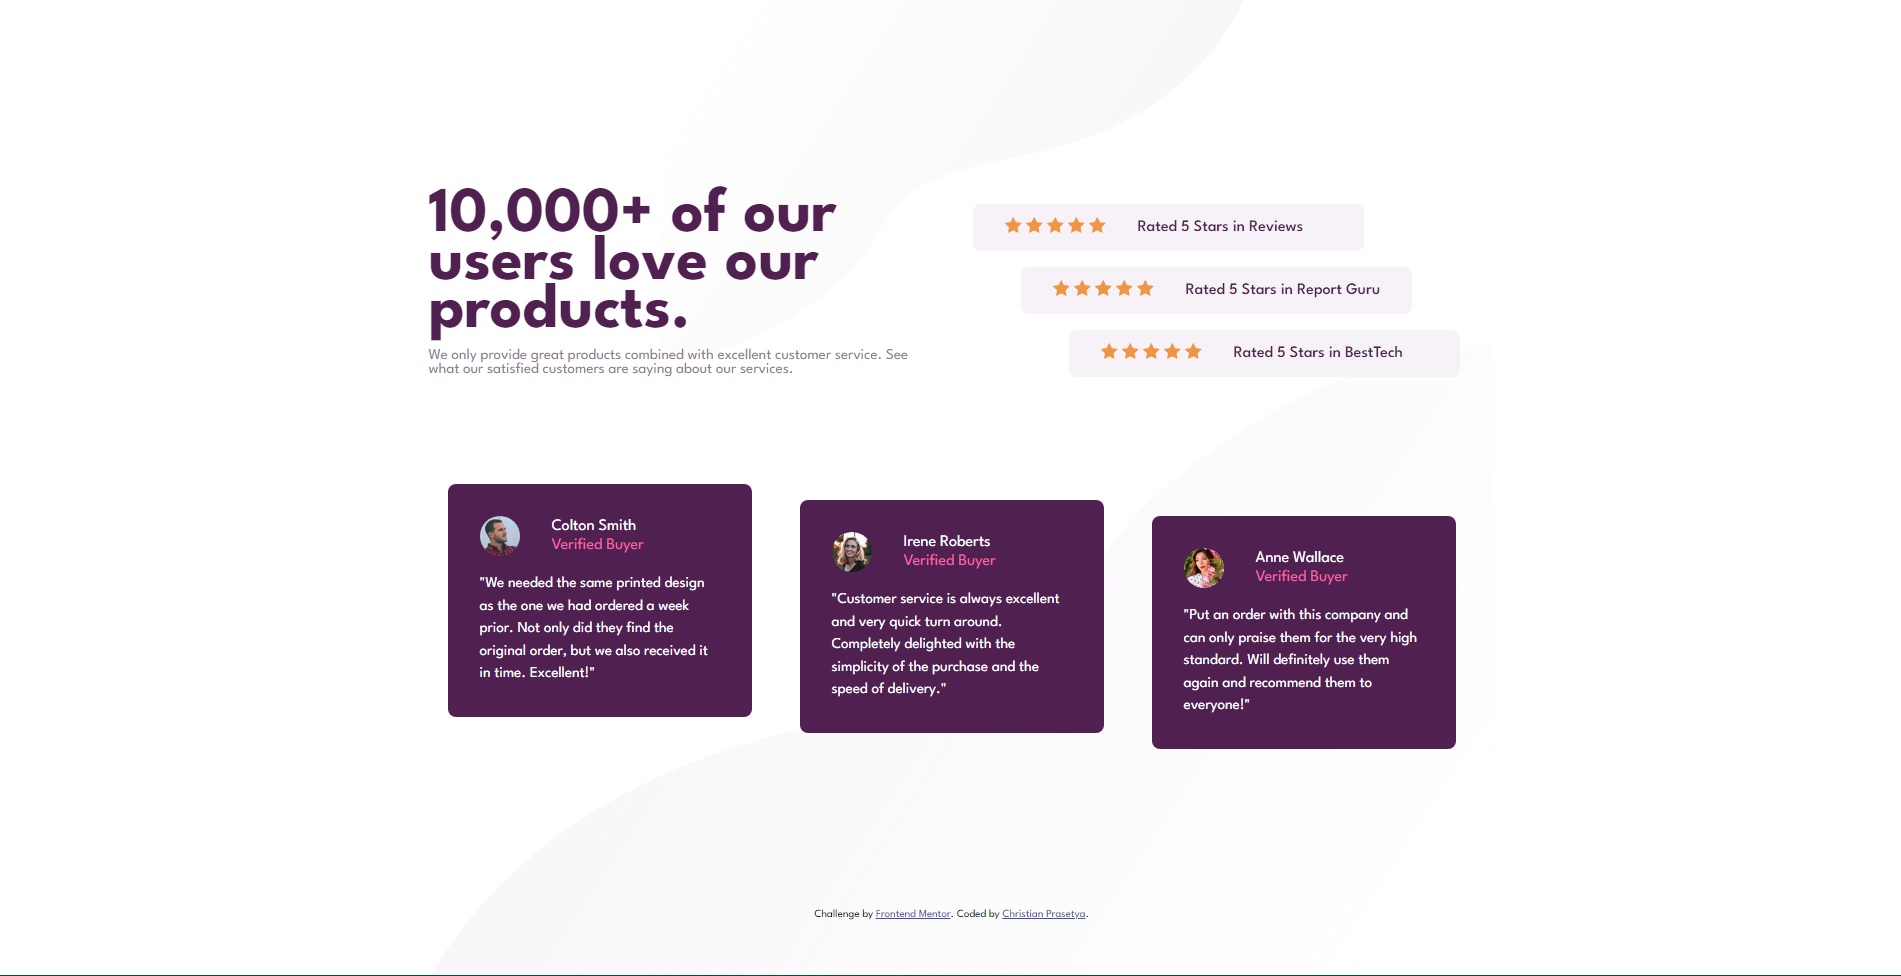 10,000+ of our
users love our
products.
We only provide great products combined with excellent customer service. See
what our satisfied customers are saying about our services.
Rated 5 Stars in Reviews
Rated 5 Stars in Report Guru
Rated 5 Stars in BestTech
Colton Smith
Verified Buyer
"We needed the same printed design
as the one we had ordered a week
prior. Not only did they find the
original order, but we also received it
in time. Excellent!"
Irene Roberts
Verified Buyer
"Customer service is always excellent
and very quick turn around.
Completely delighted with the
simplicity of the purchase and the
speed of delivery."
Anne Wallace
Verified Buyer
"Put an order with this company and
can only praise them for the very high
standard. Will definitely use them
again and recommend them to
everyone!"
Challenge by Frontend Mentor. Coded by Christian Prasetya.